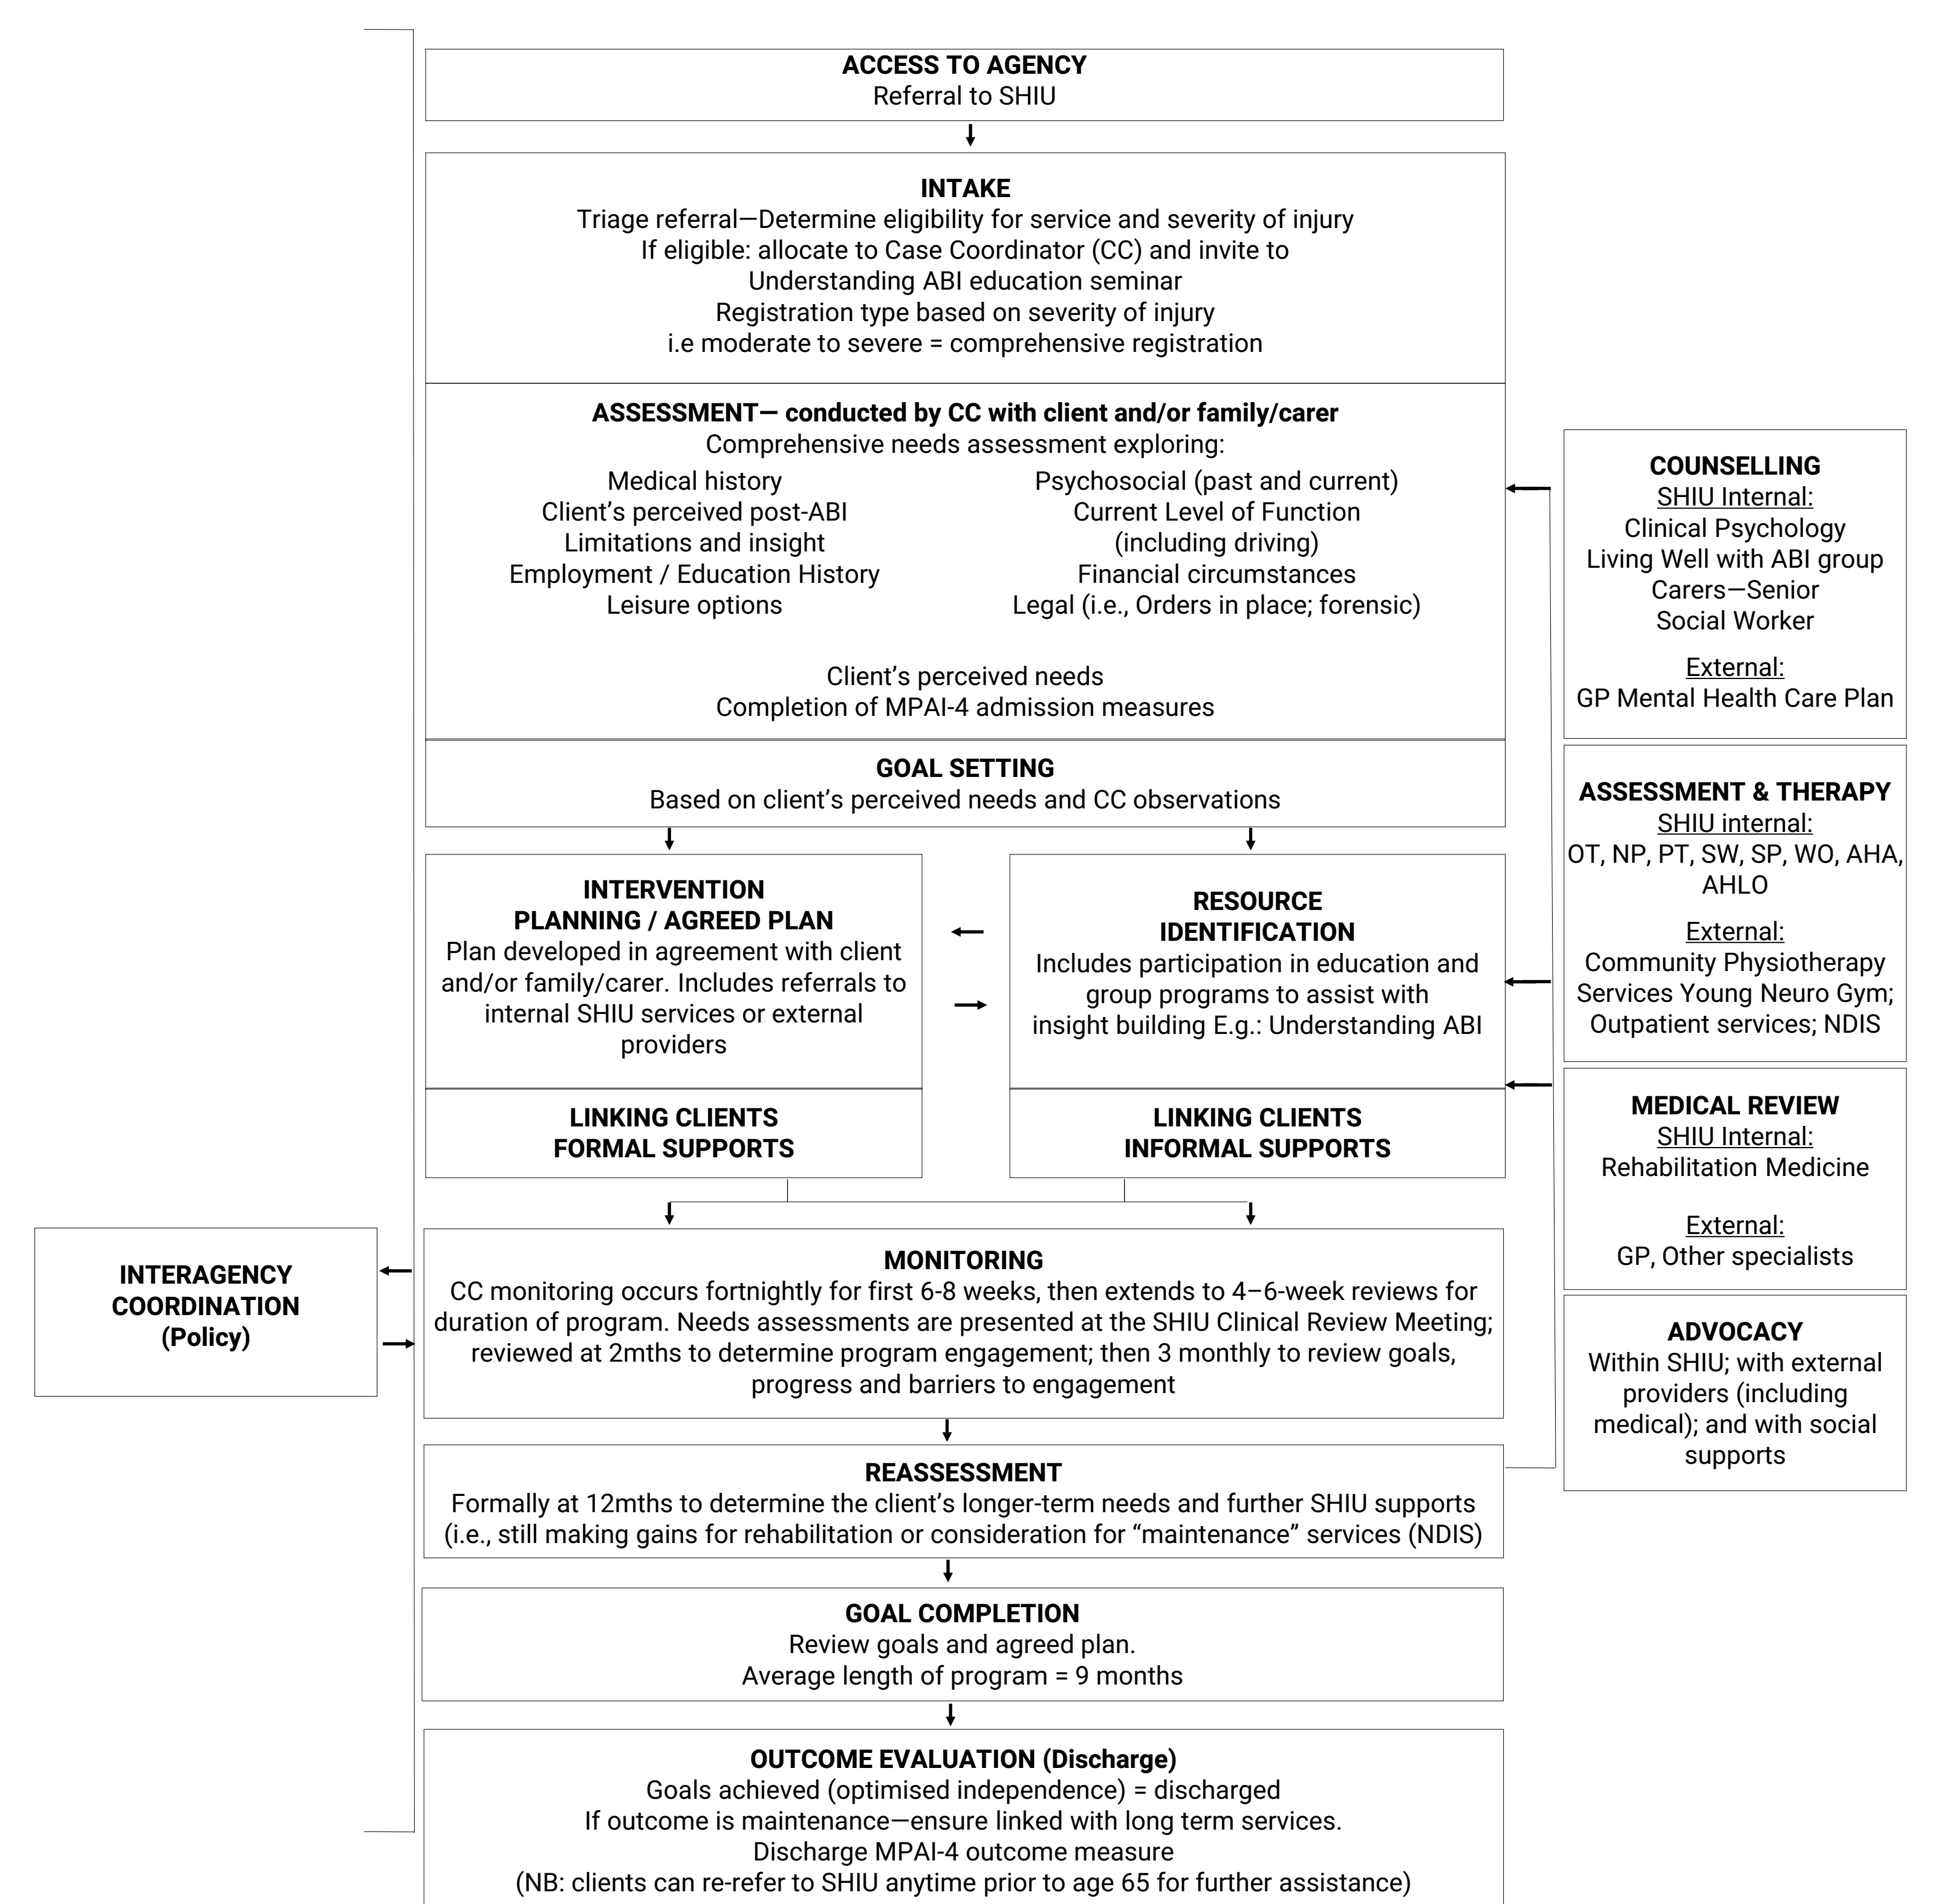 ACCESS TO AGENCY
Referral to SHIU
INTAKE
Triage referral—Determine eligibility for service and severity of injury
If eligible: allocate to Case Coordinator (CC) and invite to
Understanding ABI education seminar
Registration type based on severity of injury
i.e moderate to severe = comprehensive registration
ASSESSMENT— conducted by CC with client and/or family/carer
Comprehensive needs assessment exploring:
Medical history
Client’s perceived post-ABI
Limitations and insight
Employment / Education History
Leisure options
Psychosocial (past and current)
Current Level of Function
(including driving)
Financial circumstances
Legal (i.e., Orders in place; forensic)
Client’s perceived needs
Completion of MPAI-4 admission measures
GOAL SETTING
Based on client’s perceived needs and CC observations
INTERVENTION
PLANNING / AGREED PLAN
Plan developed in agreement with client
and/or family/carer. Includes referrals to
internal SHIU services or external
providers
RESOURCE
IDENTIFICATION
Includes participation in education and
group programs to assist with
insight building E.g.: Understanding ABI
LINKING CLIENTS
FORMAL SUPPORTS
LINKING CLIENTS
INFORMAL SUPPORTS
INTERAGENCY
COORDINATION
(Policy)
MONITORING
CC monitoring occurs fortnightly for first 6-8 weeks, then extends to 4–6-week reviews for
duration of program. Needs assessments are presented at the SHIU Clinical Review Meeting;
reviewed at 2mths to determine program engagement; then 3 monthly to review goals,
progress and barriers to engagement
REASSESSMENT
Formally at 12mths to determine the client’s longer-term needs and further SHIU supports
(i.e., still making gains for rehabilitation or consideration for “maintenance” services (NDIS)
GOAL COMPLETION
Review goals and agreed plan.
Average length of program = 9 months
OUTCOME EVALUATION (Discharge)
Goals achieved (optimised independence) = discharged
If outcome is maintenance—ensure linked with long term services.
Discharge MPAI-4 outcome measure
(NB: clients can re-refer to SHIU anytime prior to age 65 for further assistance)
COUNSELLING
SHIU Internal:
Clinical Psychology
Living Well with ABI group
Carers—Senior
Social Worker
External:
GP Mental Health Care Plan
ASSESSMENT & THERAPY
SHIU internal:
OT, NP, PT, SW, SP, WO, AHA,
AHLO
External:
Community Physiotherapy
Services Young Neuro Gym;
Outpatient services; NDIS
MEDICAL REVIEW
SHIU Internal:
Rehabilitation Medicine
External:
GP, Other specialists
ADVOCACY
Within SHIU; with external
providers (including
medical); and with social
supports